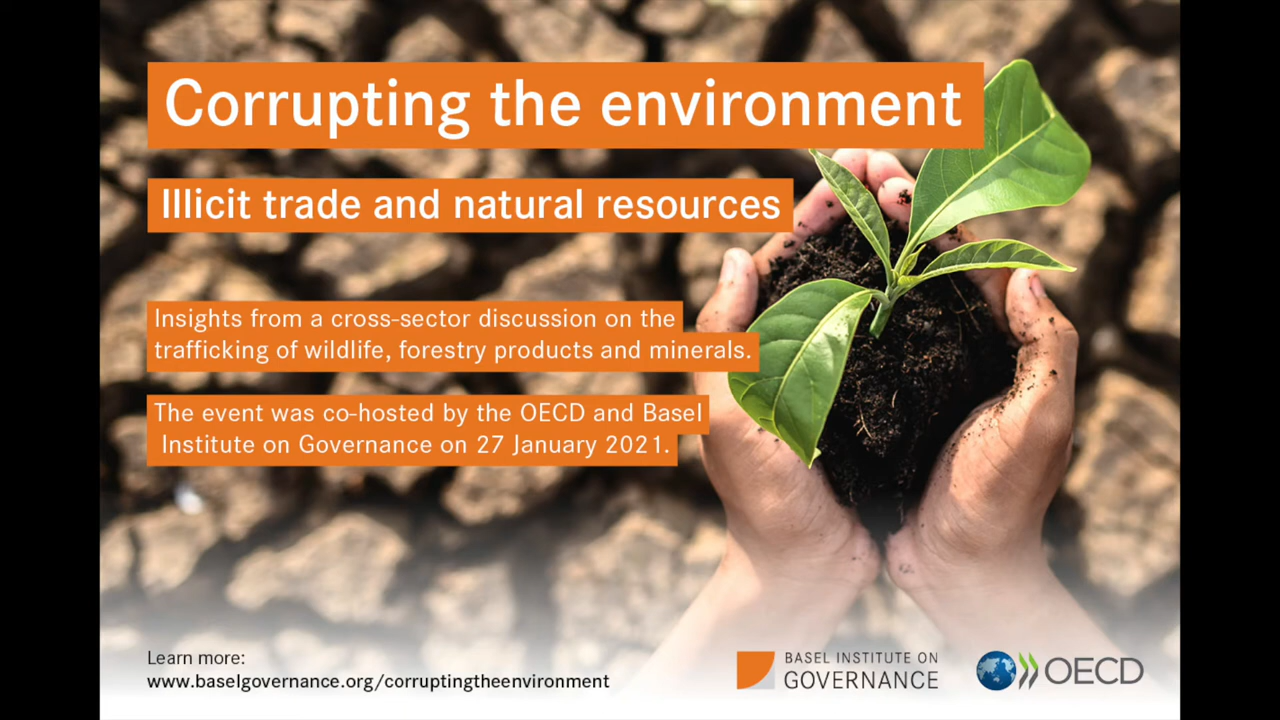 Corrupting the environment
Illicit trade and natural resources
Insights from a cross-sector discussion on the
trafficking of wildlife, forestry products and minerals.
The event was co-hosted by the OECD and Basel
Institute on Governance on 27 January 2021.
Learn more:
www.baselgovernance.org/corruptingtheenvironment
BASEL INSTITUTE ON
GOVERNANCE
OECD